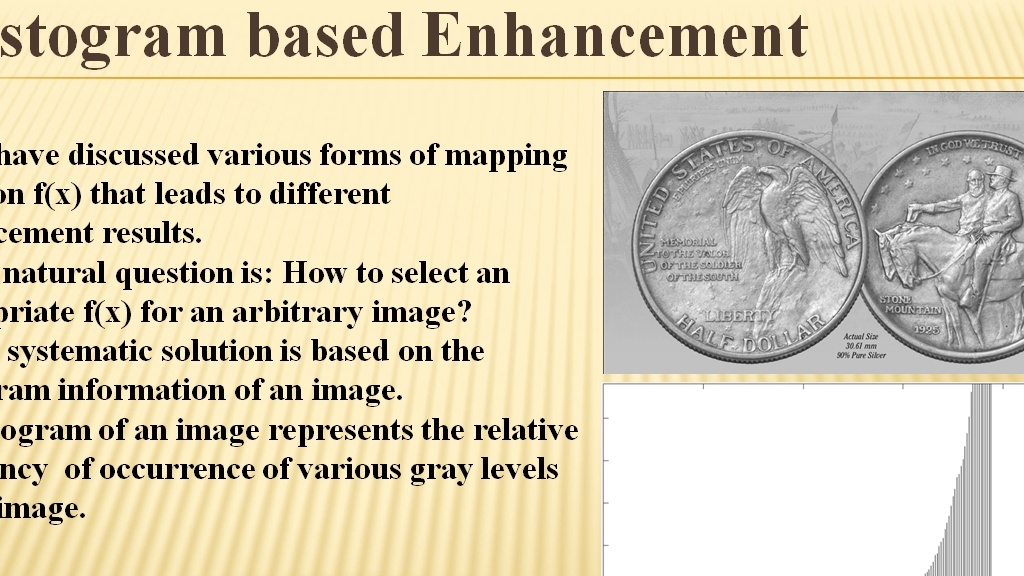 stogram based Enhancement
have discussed various forms of mapping
on f(x) that leads to different
cement results.
natural question is: How to select an
priate f(x) for an arbitrary image?
systematic solution is based on the
ram information of an image.
ogram of an image represents the relative
ncy of occurrence of various gray levels
image.
UNITED STATES OF AMERICA
E PLURIBUS UNUM
MEMORIAL
TO THE VALOR
OF THE SOLDIER
OF THE SOUTH
LIBERTY
HALF DOLLAR
IN GOD WE TRUST
STONE
MOUNTAIN
1925
Actual Size
30.61 mm
90% Pure Silver